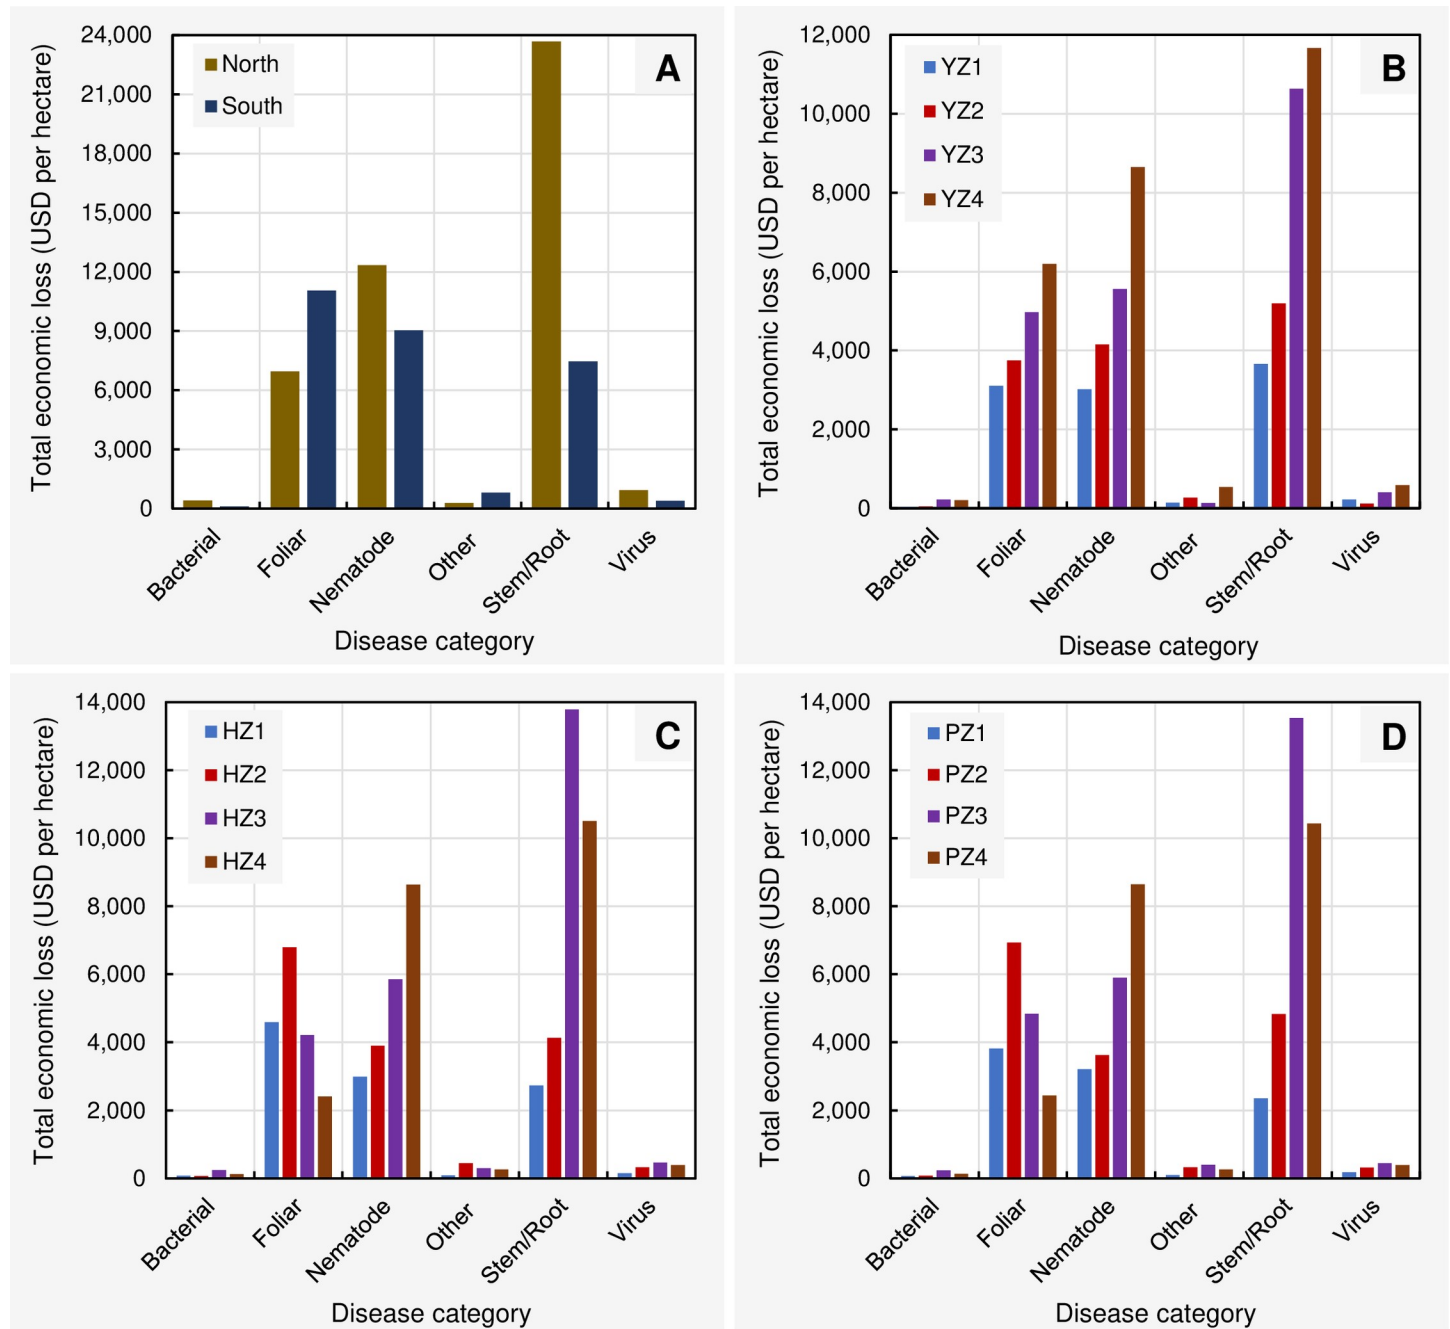 A
Total economic loss (USD per hectare)
24,000
21,000
18,000
15,000
12,000
9,000
6,000
3,000
0
North
South
Bacterial
Foliar
Nematode
Other
Stem/Root
Virus
Disease category
B
Total economic loss (USD per hectare)
12,000
10,000
8,000
6,000
4,000
2,000
0
YZ1
YZ2
YZ3
YZ4
Bacterial
Foliar
Nematode
Other
Stem/Root
Virus
Disease category
C
Total economic loss (USD per hectare)
14,000
12,000
10,000
8,000
6,000
4,000
2,000
0
HZ1
HZ2
HZ3
HZ4
Bacterial
Foliar
Nematode
Other
Stem/Root
Virus
Disease category
D
Total economic loss (USD per hectare)
14,000
12,000
10,000
8,000
6,000
4,000
2,000
0
PZ1
PZ2
PZ3
PZ4
Bacterial
Foliar
Nematode
Other
Stem/Root
Virus
Disease category